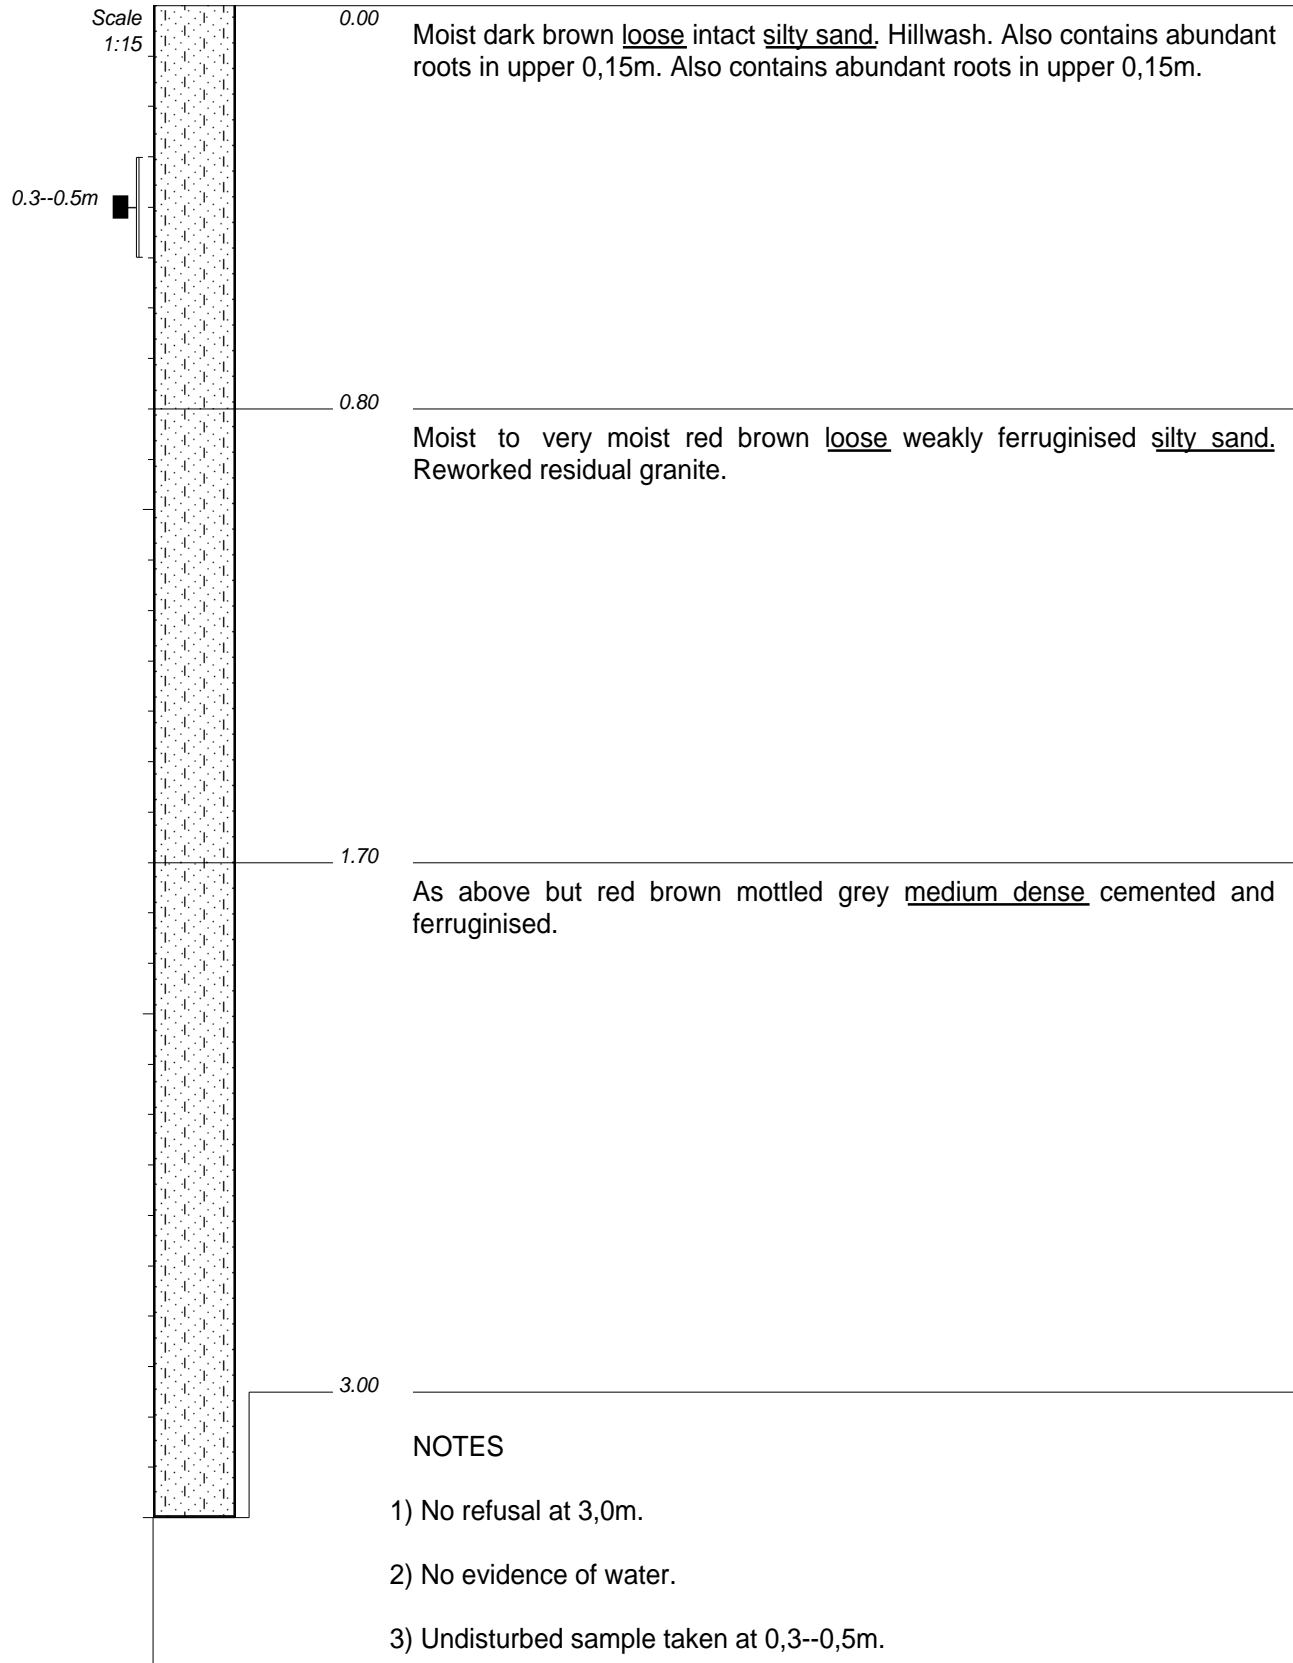 Scale
1:15
0.00
Moist dark brown loose intact silty sand. Hillwash. Also contains abundant
roots in upper 0,15m. Also contains abundant roots in upper 0,15m.
0.3--0.5m
0.80
Moist to very moist red brown loose weakly ferruginised silty sand.
Reworked residual granite.
1.70
As above but red brown mottled grey medium dense cemented and
ferruginised.
3.00
NOTES
1) No refusal at 3,0m.
2) No evidence of water.
3) Undisturbed sample taken at 0,3--0,5m.